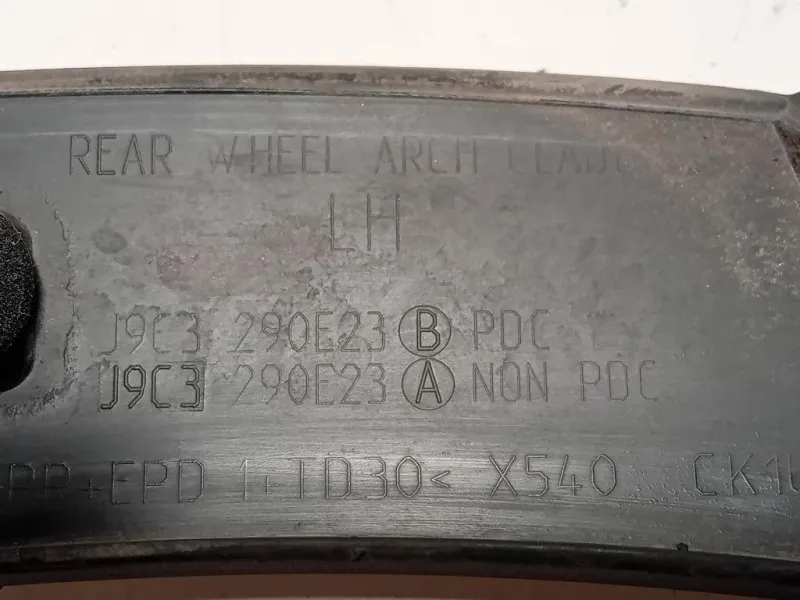 REAR WHEEL ARCH
LH
J9C3 290E23 B PDC
J9C3 290E23 A NON PDC
PP+EPD 1+TD30< X540